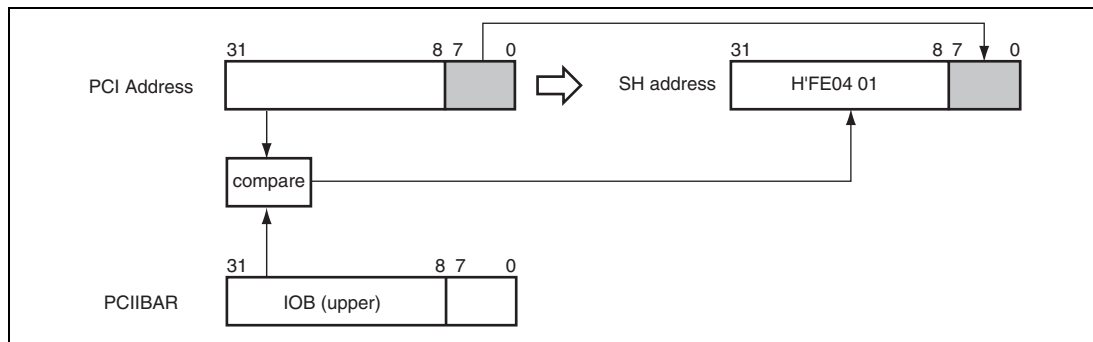 31 8 7 0 31 8 7 0
PCI Address SH address H'FE04 01
compare
31 8 7 0
PCIIBAR IOB (upper)